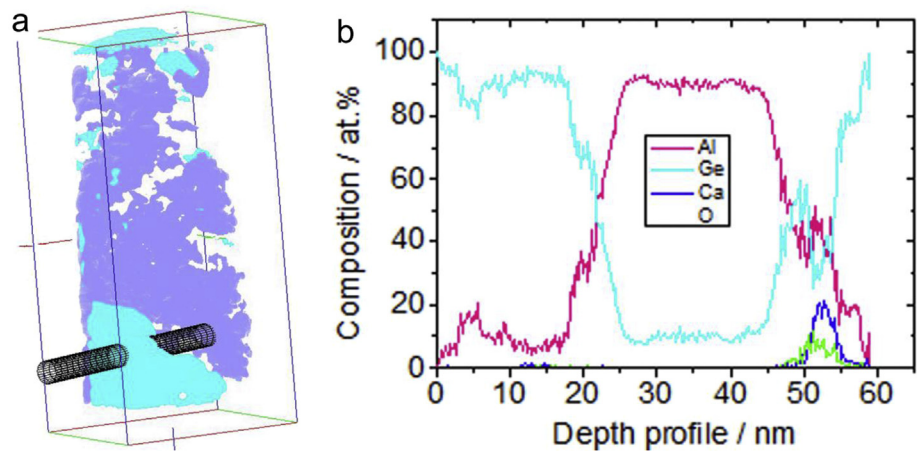 a
b
100
80
60
40
20
0
Composition / at.%
Al
Ge
Ca
O
0 10 20 30 40 50 60
Depth profile / nm